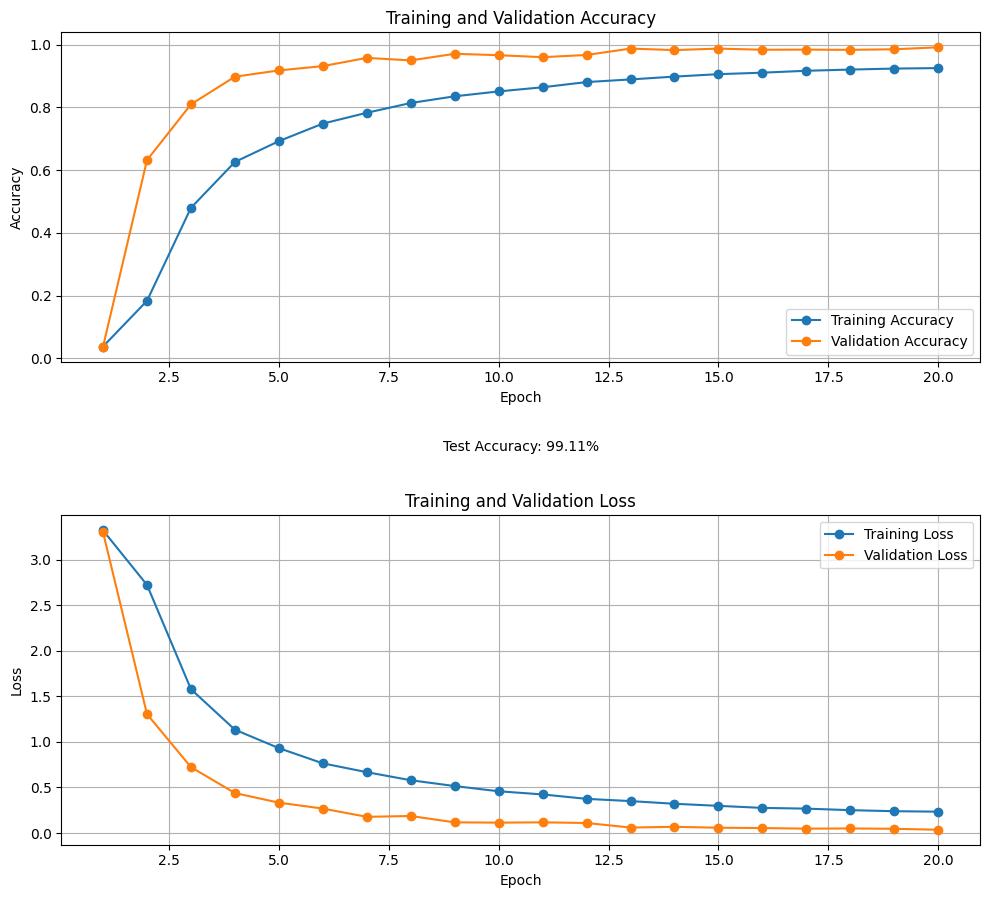 Training and Validation Accuracy
1.0
0.8
0.6
0.4
0.2
0.0
Accuracy
Training Accuracy
Validation Accuracy
2.5 5.0 7.5 10.0 12.5 15.0 17.5 20.0
Epoch
Test Accuracy: 99.11%
Training and Validation Loss
3.0
2.5
2.0
1.5
1.0
0.5
0.0
Loss
Training Loss
Validation Loss
2.5 5.0 7.5 10.0 12.5 15.0 17.5 20.0
Epoch